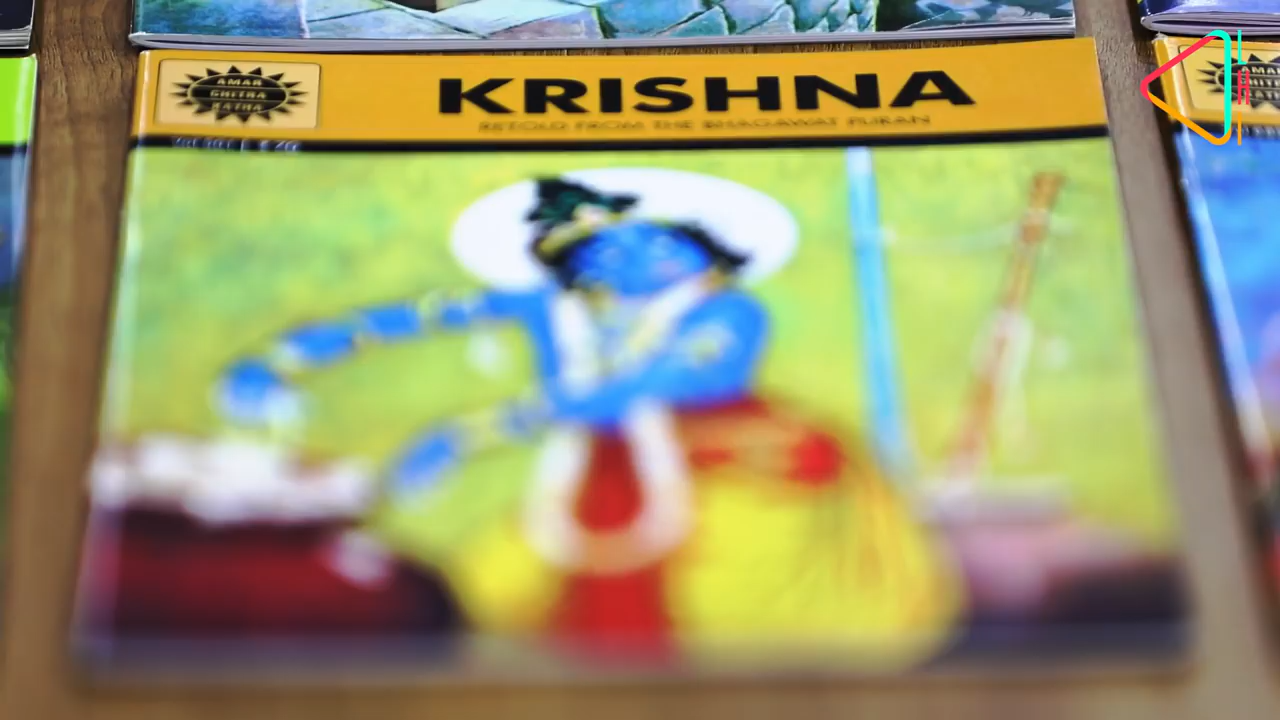 AMAR
CHITRA
KATHA
KRISHNA
RETOLD FROM THE BHAGAWAT PURAN